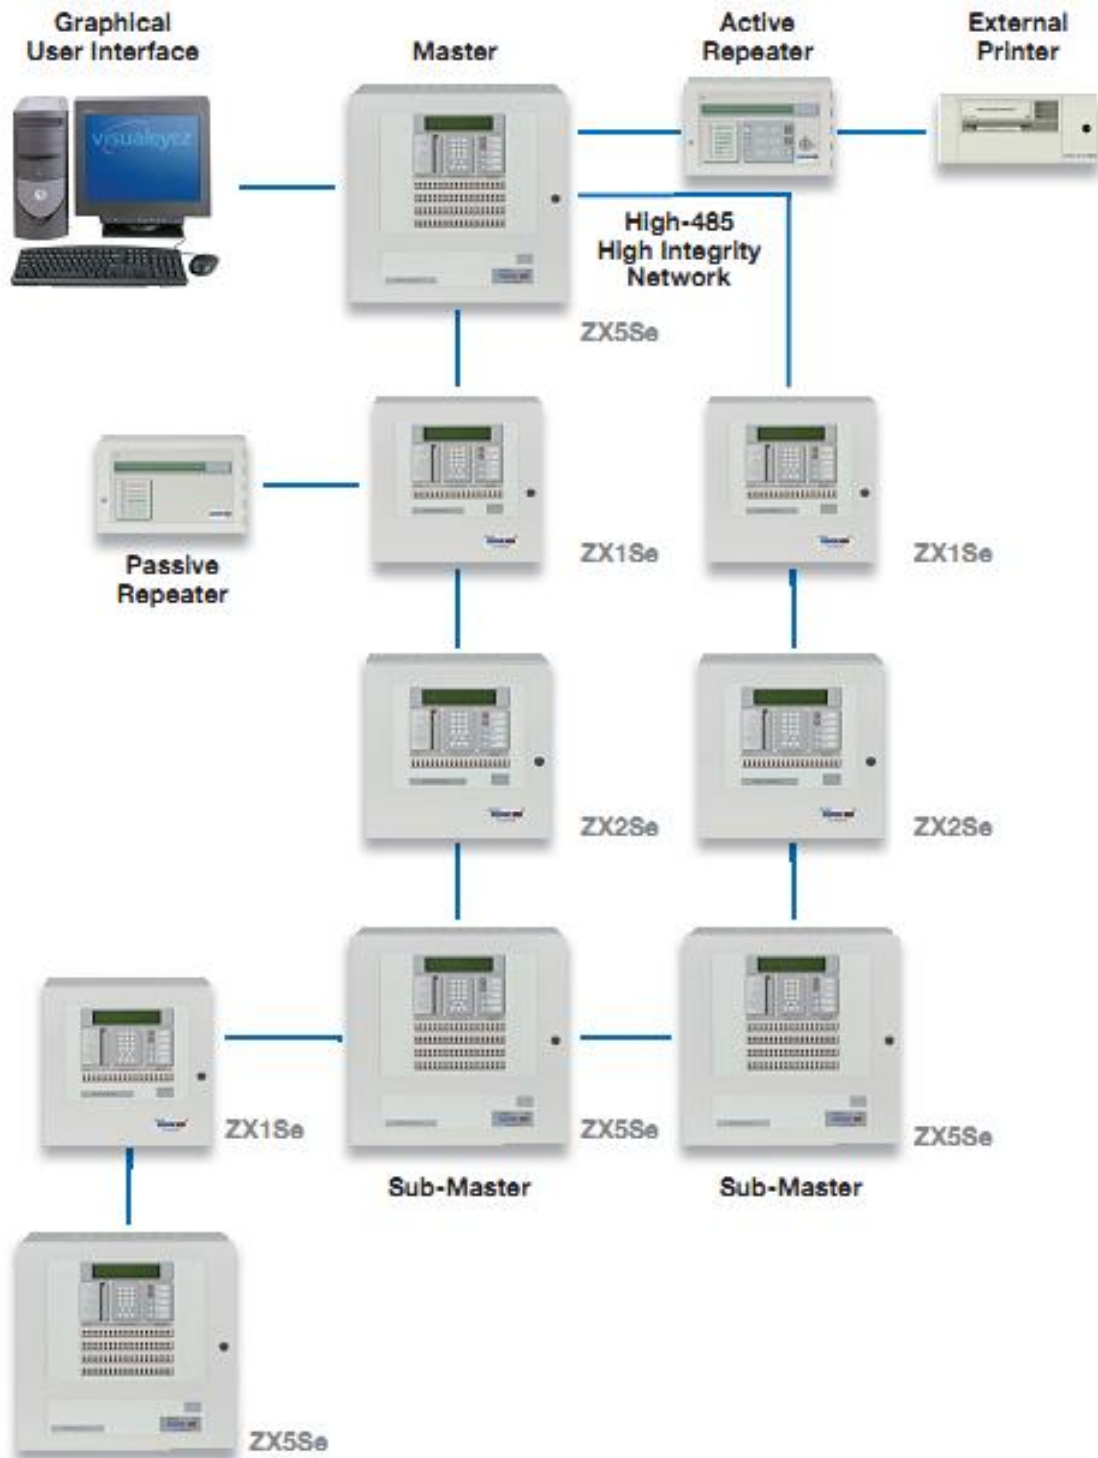 Graphical
User Interface
Master
Active
Repeater
External
Printer
visualeyez
High-485
High Integrity
Network
ZX5Se
Passive
Repeater
ZX1Se
ZX1Se
ZX2Se
ZX2Se
ZX1Se
ZX5Se
ZX5Se
Sub-Master
Sub-Master
ZX5Se